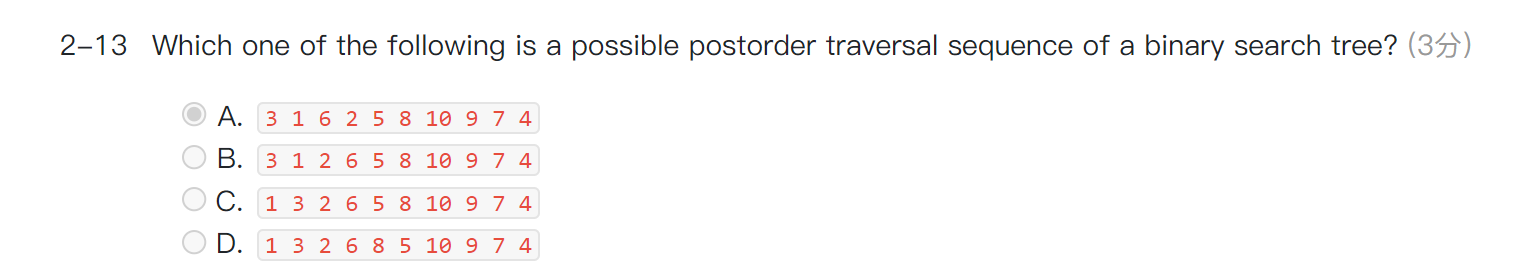 2-13 Which one of the following is a possible postorder traversal sequence of a binary search tree? (3分)
A. 3 1 6 2 5 8 10 9 7 4
B. 3 1 2 6 5 8 10 9 7 4
C. 1 3 2 6 5 8 10 9 7 4
D. 1 3 2 6 8 5 10 9 7 4